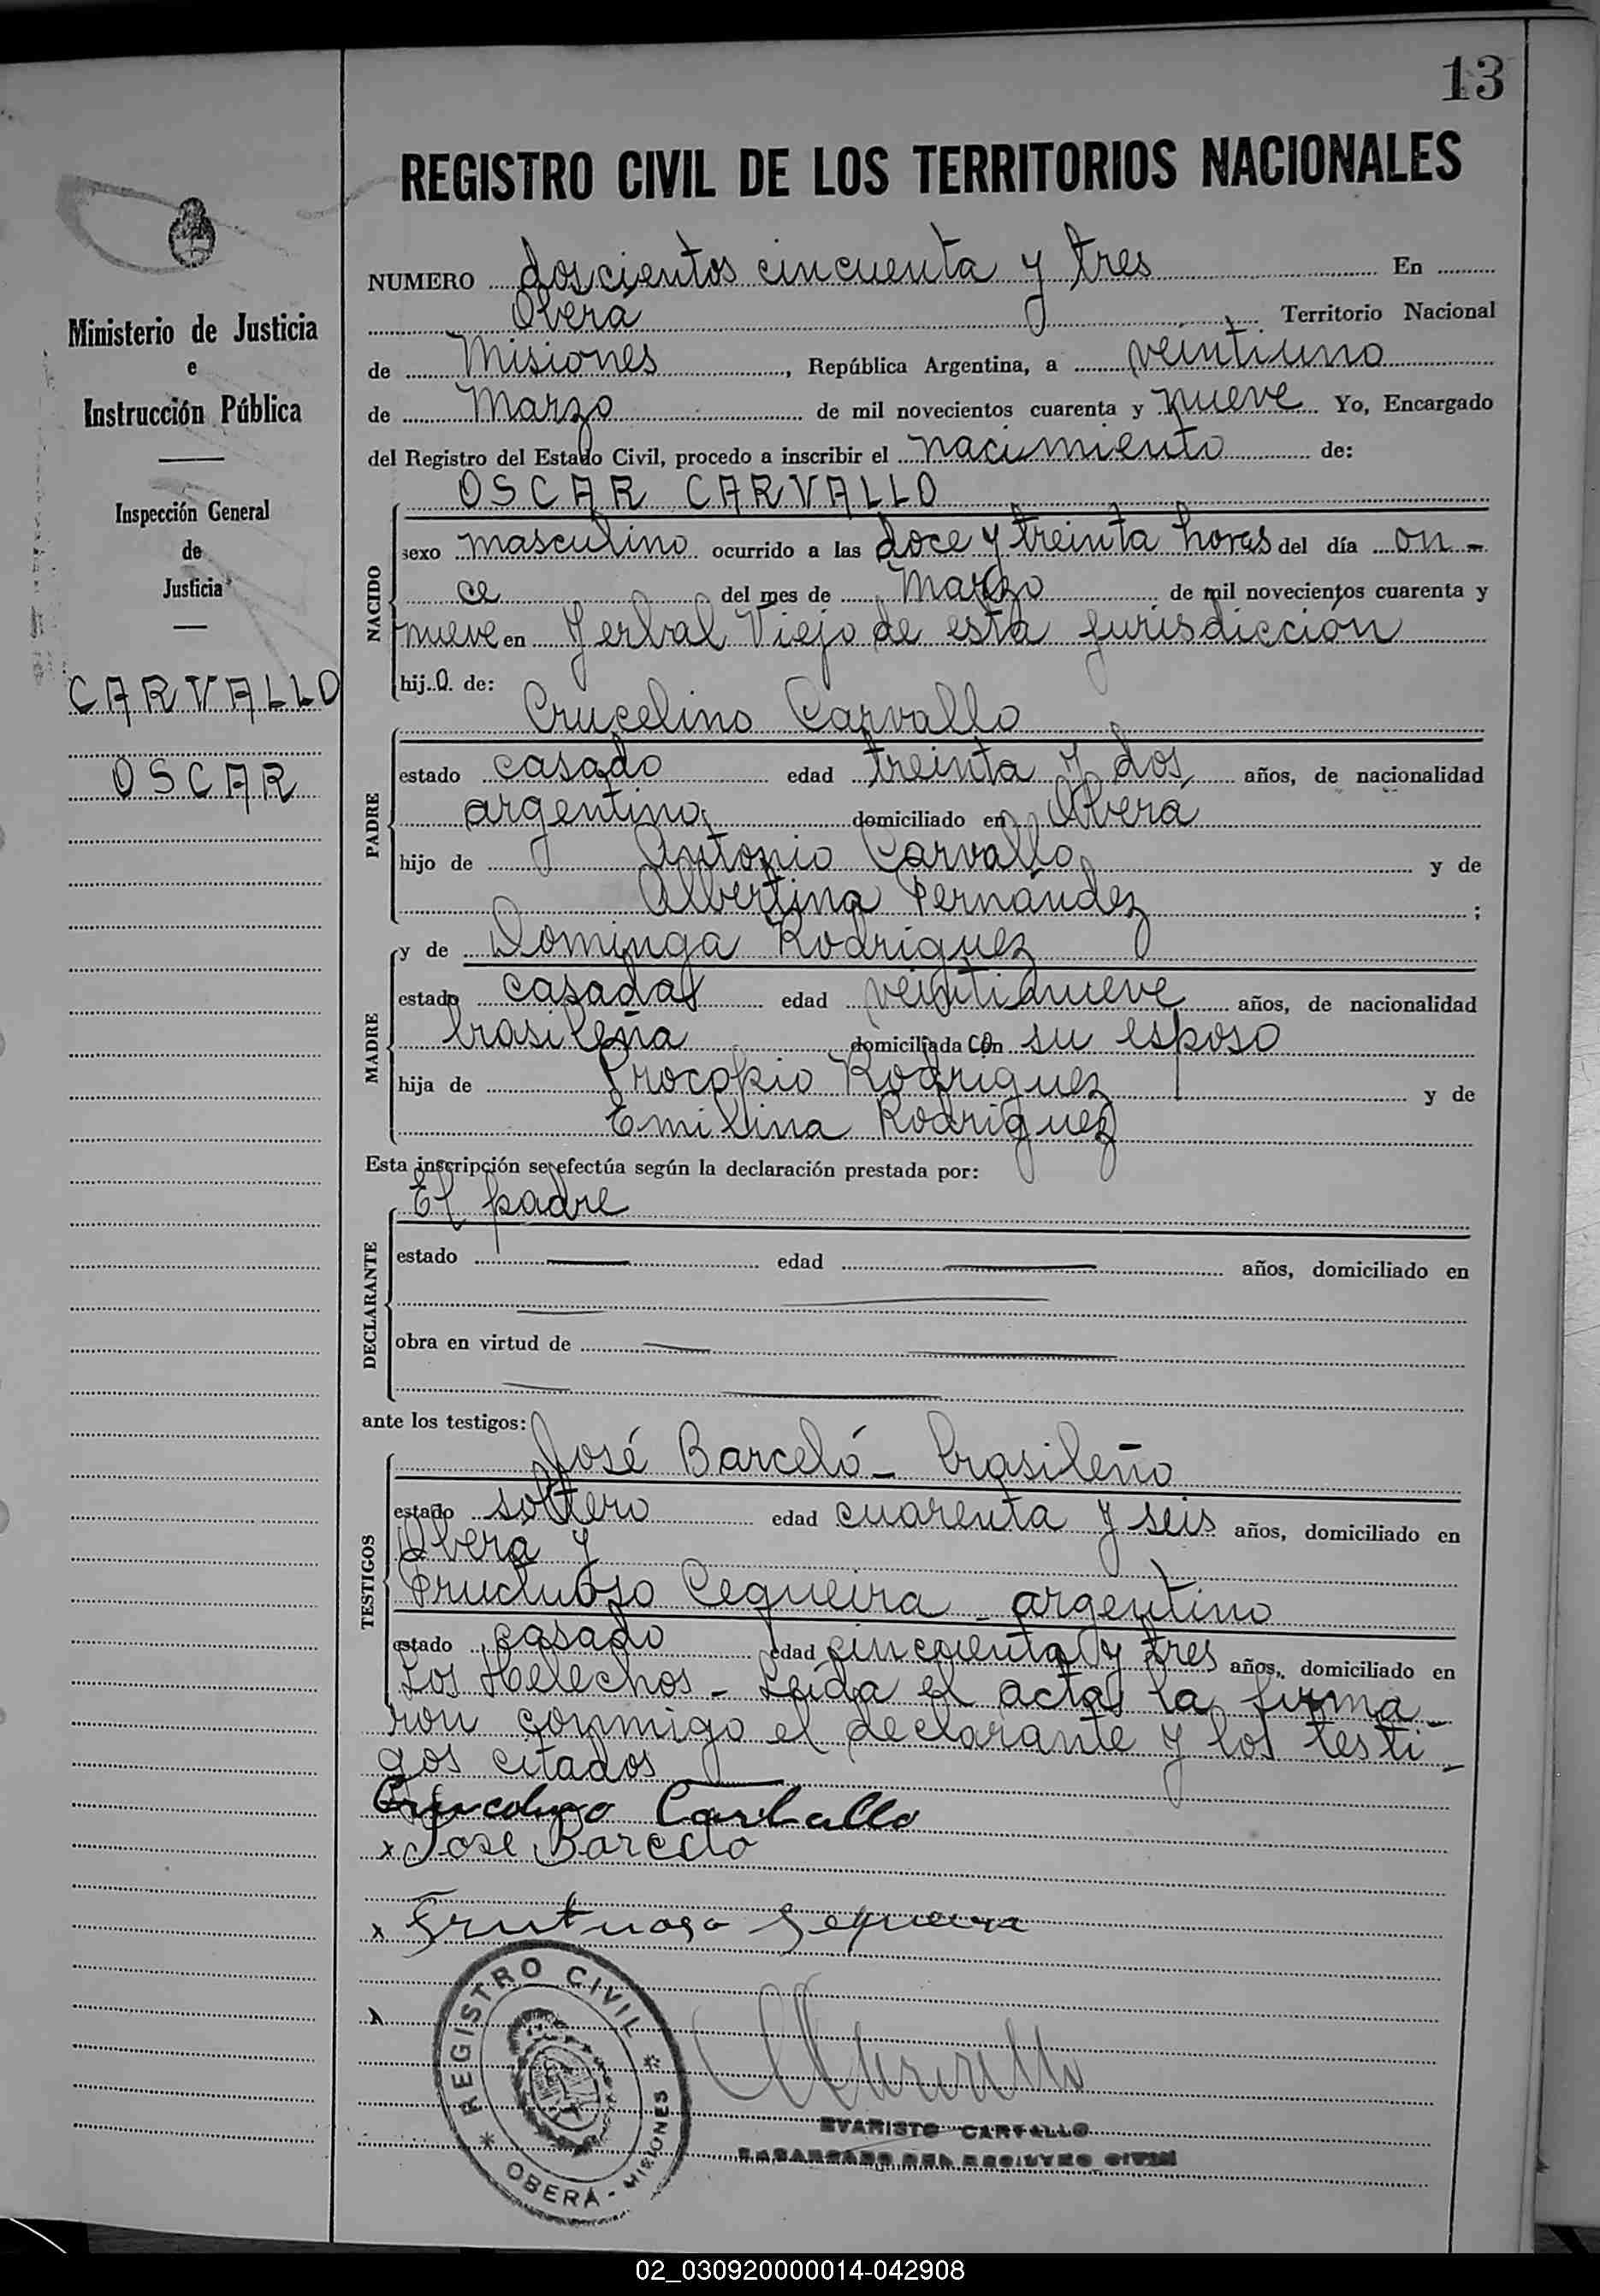 13
REGISTRO CIVIL DE LOS TERRITORIOS NACIONALES
Ministerio de Justicia
e
Instrucción Pública
Inspección General
de
Justicia
CARVALLO
OSCAR
NUMERO doscientos cincuenta y tres En
Oberá Territorio Nacional
de Misiones, República Argentina, a veintiuno
de Marzo de mil novecientos cuarenta y nueve Yo, Encargado
del Registro del Estado Civil, procedo a inscribir el nacimiento de:
OSCAR CARVALLO
NACIDO
sexo masculino ocurrido a las doce y treinta horas del día on-
ce del mes de Marzo de mil novecientos cuarenta y
nueve en Yerbal Viejo de esta jurisdicción
hijo de:
Crucelino Carvallo
PADRE
estado casado edad treinta y dos años, de nacionalidad
argentino domiciliado en Oberá
hijo de Antonio Carvallo y de
Albertina Fernández ;
MADRE
y de Dominga Rodriguez
estado casada edad veintinueve años, de nacionalidad
brasileña domiciliada con su esposo
hija de Procopio Rodriguez y de
Emilina Rodriguez
Esta inscripción se efectúa según la declaración prestada por:
DECLARANTE
El padre
estado edad años, domiciliado en
obra en virtud de
ante los testigos:
TESTIGOS
José Barceló - brasileño
estado soltero edad cuarenta y seis años, domiciliado en
Oberá y
Fructuoso Cequeira - argentino
estado casado edad cincuenta y tres años, domiciliado en
Los Helechos - Leída el acta, la firma-
ron conmigo el declarante y los testi-
gos citados
Carballo
x Jose Barcelo
x Frutuoso Sequeira
x
REGISTRO CIVIL
OBERÁ - MISIONES
EVARISTO CARVALLO
ENCARGADO DEL REGISTRO CIVIL
02_030920000014-042908